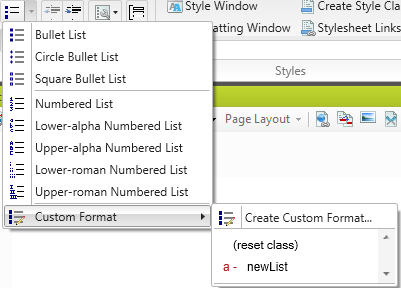 Style Window
Create Style Cla
atting Window
Stylesheet Links
Styles
Page Layout
Bullet List
Circle Bullet List
Square Bullet List
Numbered List
Lower-alpha Numbered List
Upper-alpha Numbered List
Lower-roman Numbered List
Upper-roman Numbered List
Custom Format
Create Custom Format...
(reset class)
a - newList